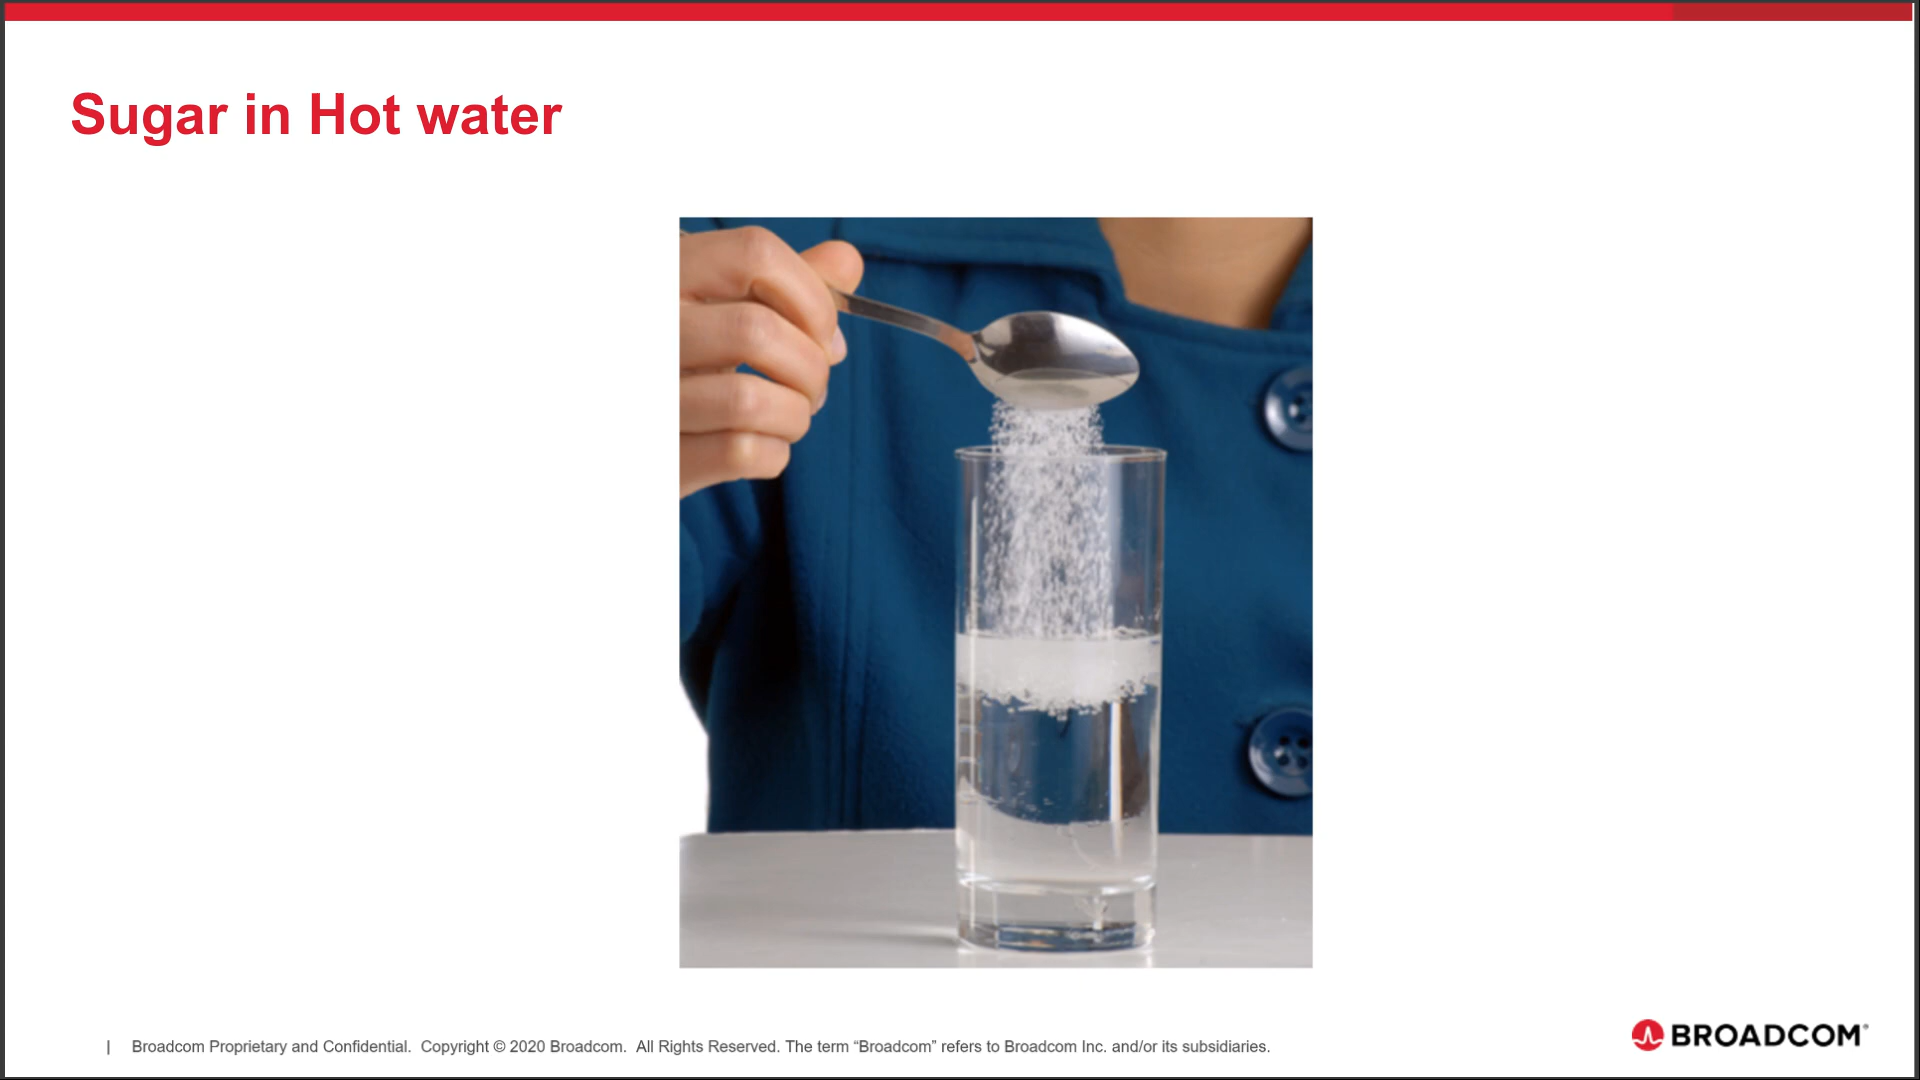 Sugar in Hot water
| Broadcom Proprietary and Confidential. Copyright © 2020 Broadcom. All Rights Reserved. The term “Broadcom” refers to Broadcom Inc. and/or its subsidiaries.
BROADCOM®